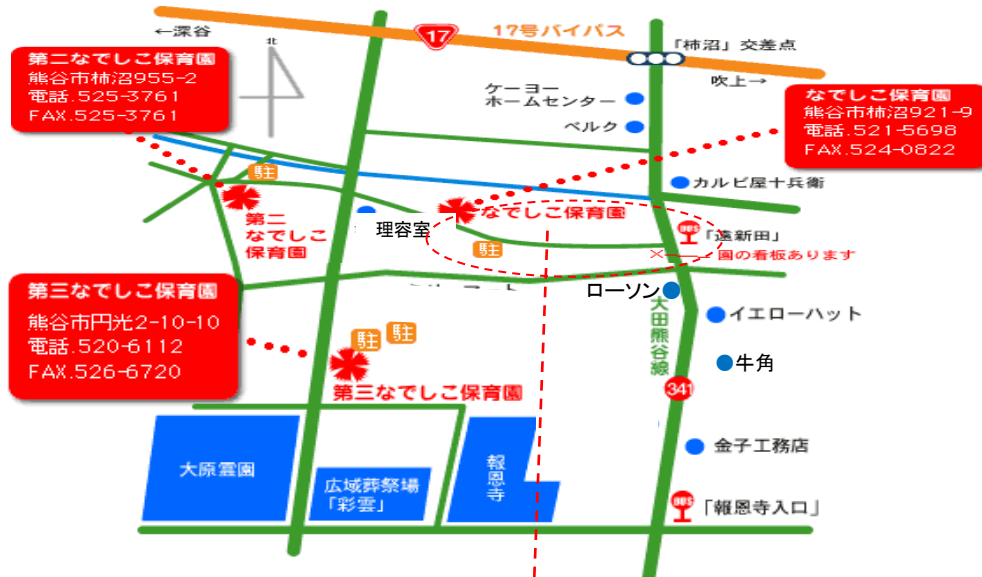 ←深谷
17
17号バイパス
「柿沼」交差点
吹上→
北
第二なでしこ保育園
熊谷市柿沼955-2
電話.525-3761
FAX.525-3761
ケーヨー
ホームセンター
ベルク
なでしこ保育園
熊谷市柿沼921-9
電話.521-5698
FAX.524-0822
駐
カルビ屋十兵衛
第二
なでしこ
保育園
理容室
なでしこ保育園
駐
BUS
「遠新田」
×
園の看板あります
第三なでしこ保育園
熊谷市円光2-10-10
電話.520-6112
FAX.526-6720
ローソン
大田熊谷線
イエローハット
駐
駐
牛角
第三なでしこ保育園
341
金子工務店
大原霊園
広域葬祭場
「彩雲」
報恩寺
BUS
「報恩寺入口」